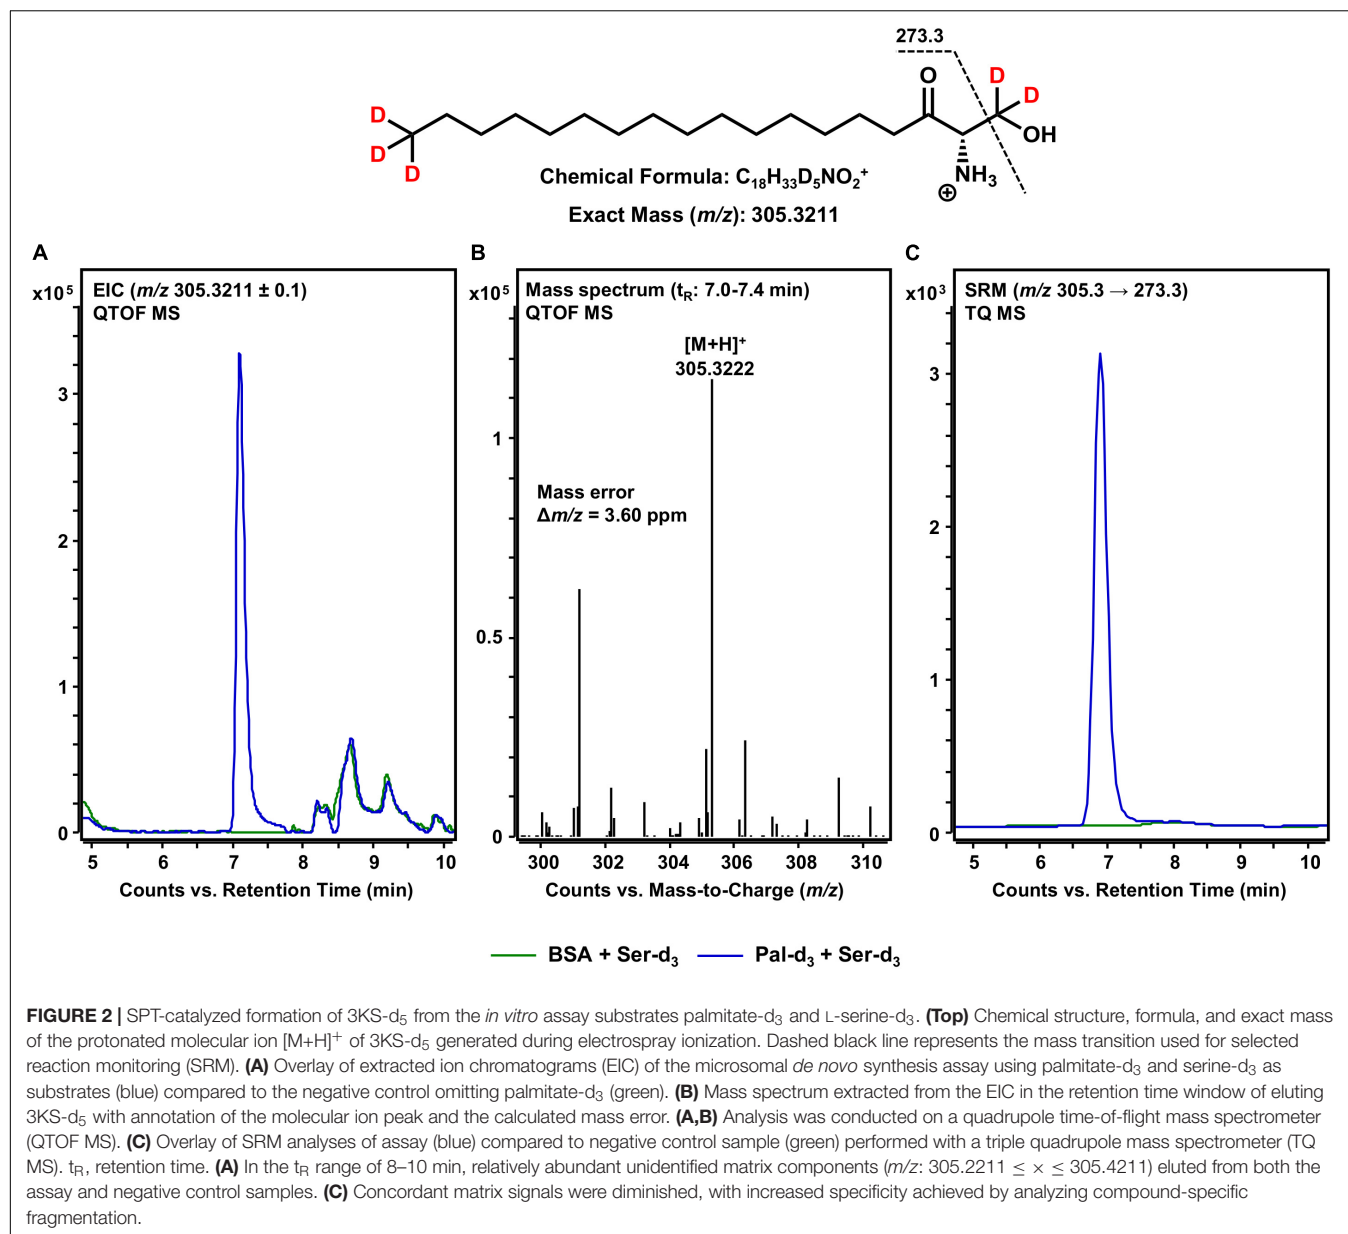 273.3
O
D
D
OH
NH3
⊕
D
D
D
Chemical Formula: C18H33D5NO2+
Exact Mass (m/z): 305.3211
A
x10^5
EIC (m/z 305.3211 ± 0.1)
QTOF MS
3
2
1
0
5 6 7 8 9 10
Counts vs. Retention Time (min)
B
x10^5
Mass spectrum (tR: 7.0-7.4 min)
QTOF MS
[M+H]+
305.3222
Mass error
Δm/z = 3.60 ppm
1
0.5
0
300 302 304 306 308 310
Counts vs. Mass-to-Charge (m/z)
C
x10^3
SRM (m/z 305.3 → 273.3)
TQ MS
3
2
1
0
5 6 7 8 9 10
Counts vs. Retention Time (min)
BSA + Ser-d3 Pal-d3 + Ser-d3
FIGURE 2 | SPT-catalyzed formation of 3KS-d5 from the in vitro assay substrates palmitate-d3 and L-serine-d3. (Top) Chemical structure, formula, and exact mass
of the protonated molecular ion [M+H]+ of 3KS-d5 generated during electrospray ionization. Dashed black line represents the mass transition used for selected
reaction monitoring (SRM). (A) Overlay of extracted ion chromatograms (EIC) of the microsomal de novo synthesis assay using palmitate-d3 and serine-d3 as
substrates (blue) compared to the negative control omitting palmitate-d3 (green). (B) Mass spectrum extracted from the EIC in the retention time window of eluting
3KS-d5 with annotation of the molecular ion peak and the calculated mass error. (A,B) Analysis was conducted on a quadrupole time-of-flight mass spectrometer
(QTOF MS). (C) Overlay of SRM analyses of assay (blue) compared to negative control sample (green) performed with a triple quadrupole mass spectrometer (TQ
MS). tR, retention time. (A) In the tR range of 8–10 min, relatively abundant unidentified matrix components (m/z: 305.2211 ≤ × ≤ 305.4211) eluted from both the
assay and negative control samples. (C) Concordant matrix signals were diminished, with increased specificity achieved by analyzing compound-specific
fragmentation.